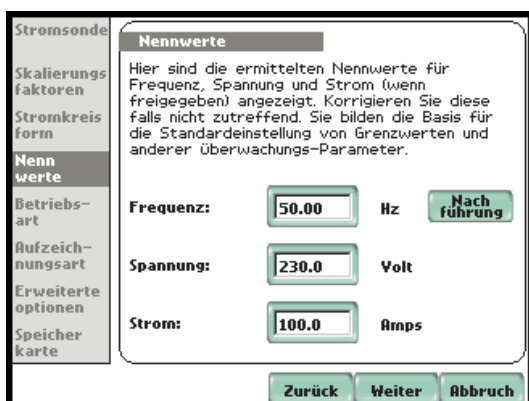 Stromsonde
Skalierungs
faktoren
Stromkreis
form
Nenn
werte
Betriebs-
art
Aufzeich-
nungsart
Erweiterte
optionen
Speicher
karte
Nennwerte
Hier sind die ermittelten Nennwerte für
Frequenz, Spannung und Strom (wenn
freigegeben) angezeigt. Korrigieren Sie diese
falls nicht zutreffend. Sie bilden die Basis für
die Standardeinstellung von Grenzwerten und
anderer überwachungs-Parameter.
Frequenz: 50.00 Hz Nach
führung
Spannung: 230.0 Volt
Strom: 100.0 Amps
Zurück Weiter Abbruch